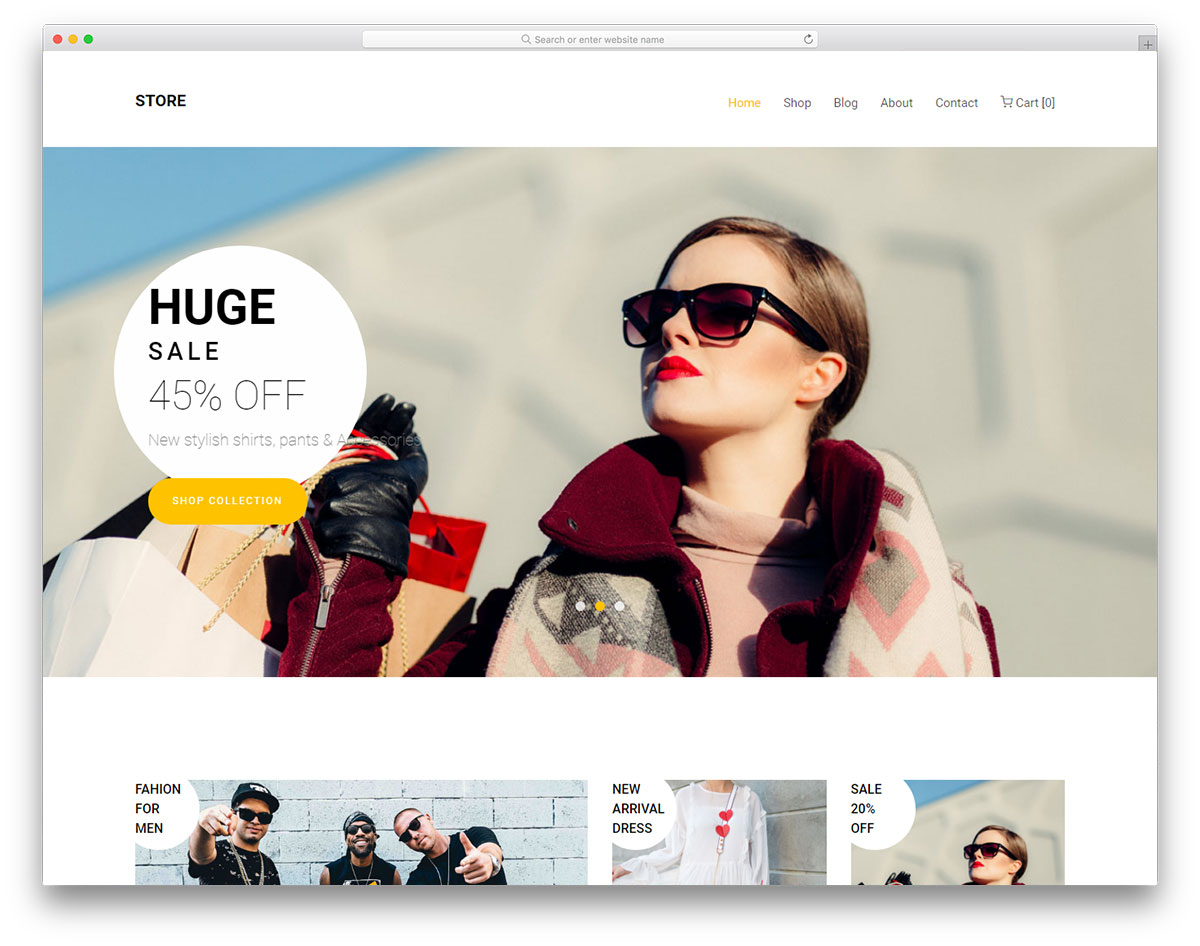 Search or enter website name
STORE
Home Shop Blog About Contact Cart [0]
HUGE
SALE
45% OFF
New stylish shirts, pants & Accessories
SHOP COLLECTION
FAHION
FOR
MEN
NEW
ARRIVAL
DRESS
SALE
20%
OFF